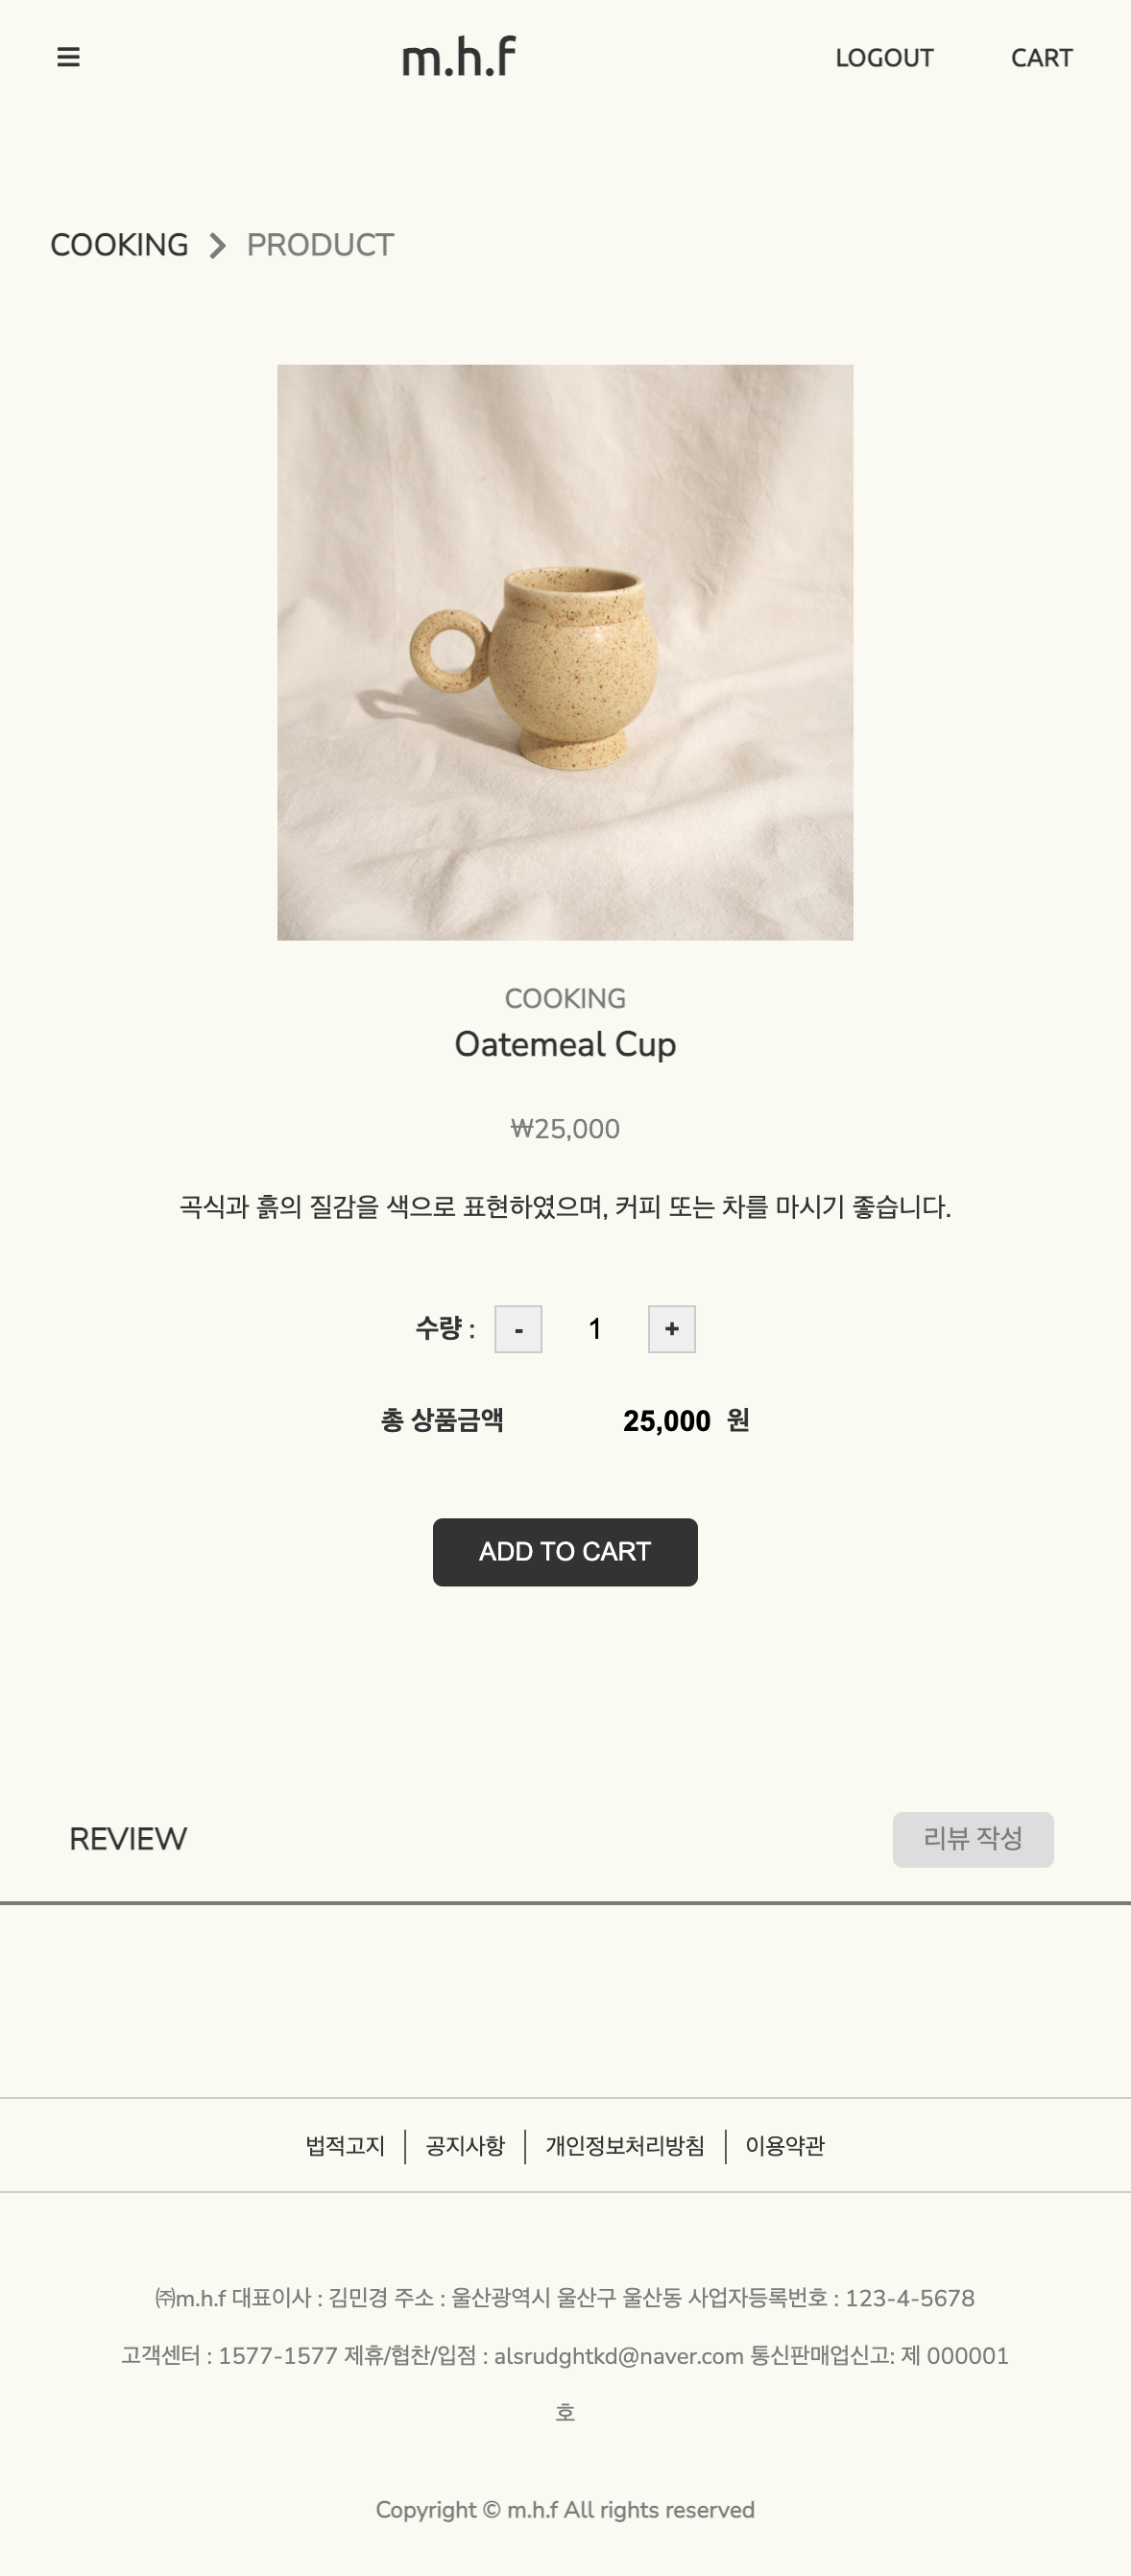 m.h.f LOGOUT CART
COOKING PRODUCT
COOKING
Oatemeal Cup
₩25,000
곡식과 흙의 질감을 색으로 표현하였으며, 커피 또는 차를 마시기 좋습니다.
수량 : - 1 +
총 상품금액 25,000 원
ADD TO CART
REVIEW 리뷰 작성
법적고지 공지사항 개인정보처리방침 이용약관
㈜m.h.f 대표이사 : 김민경 주소 : 울산광역시 울산구 울산동 사업자등록번호 : 123-4-5678
고객센터 : 1577-1577 제휴/협찬/입점 : alsrudghtkd@naver.com 통신판매업신고: 제 000001
호
Copyright © m.h.f All rights reserved